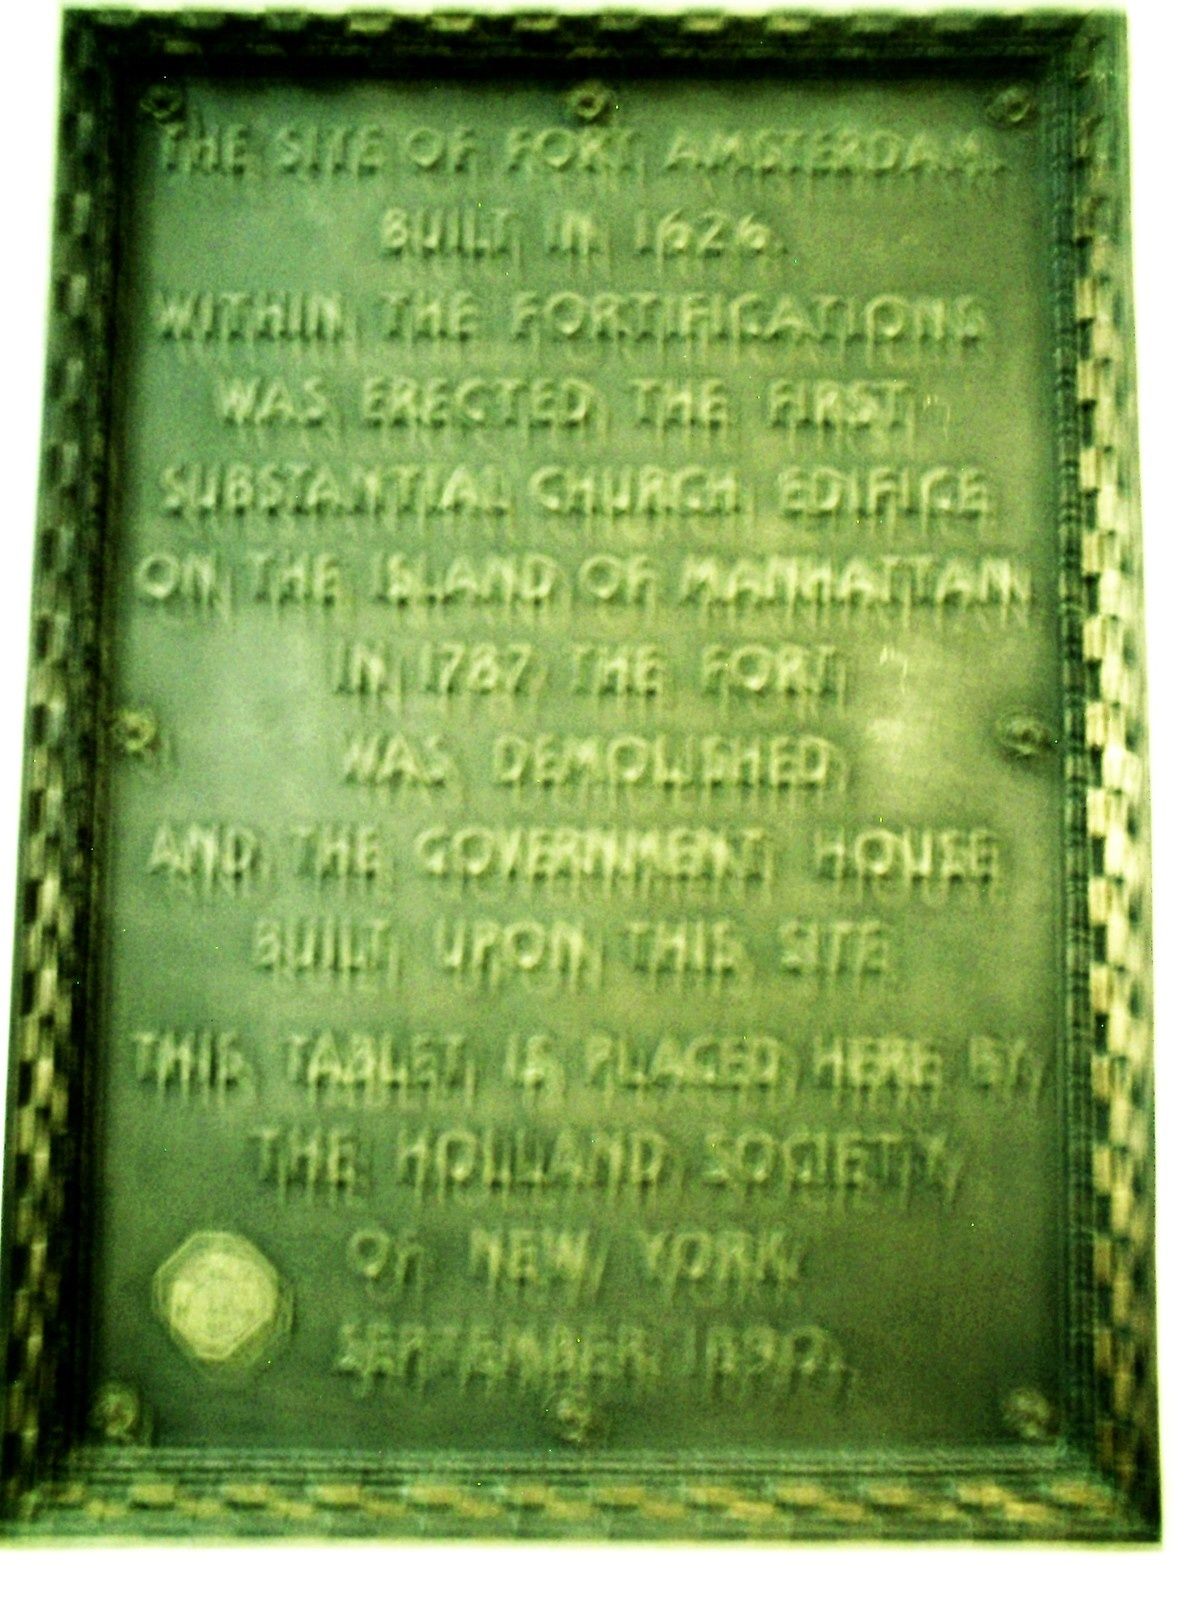 THE SITE OF FORT AMSTERDAM.
BUILT IN 1626.
WITHIN THE FORTIFICATIONS
WAS ERECTED THE FIRST
SUBSTANTIAL CHURCH EDIFICE
ON THE ISLAND OF MANHATTAN
IN 1787 THE FORT
WAS DEMOLISHED
AND THE GOVERNMENT HOUSE
BUILT UPON THIS SITE
THIS TABLET IS PLACED HERE BY
THE HOLLAND SOCIETY
OF NEW YORK
SEPTEMBER 1890.